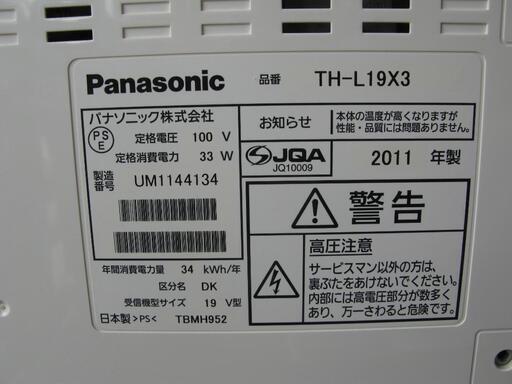 Panasonic 品番 TH-L19X3
パナソニック株式会社
PS
E
定格電圧 100 V
定格消費電力 33 W
製造番号 UM1144134
年間消費電力量 34 kWh/年
区分名 DK
受信機型サイズ 19 V型
日本製 >PS< TBMH952
お知らせ
本体の温度が高くなりますが
性能・品質には問題ありません。
JQA
JQ10009
2011 年製
警告
高圧注意
サービスマン以外の方は、
裏ぶたをあけないでください。
内部には高電圧部分が数多く
あり、万一さわると危険です。